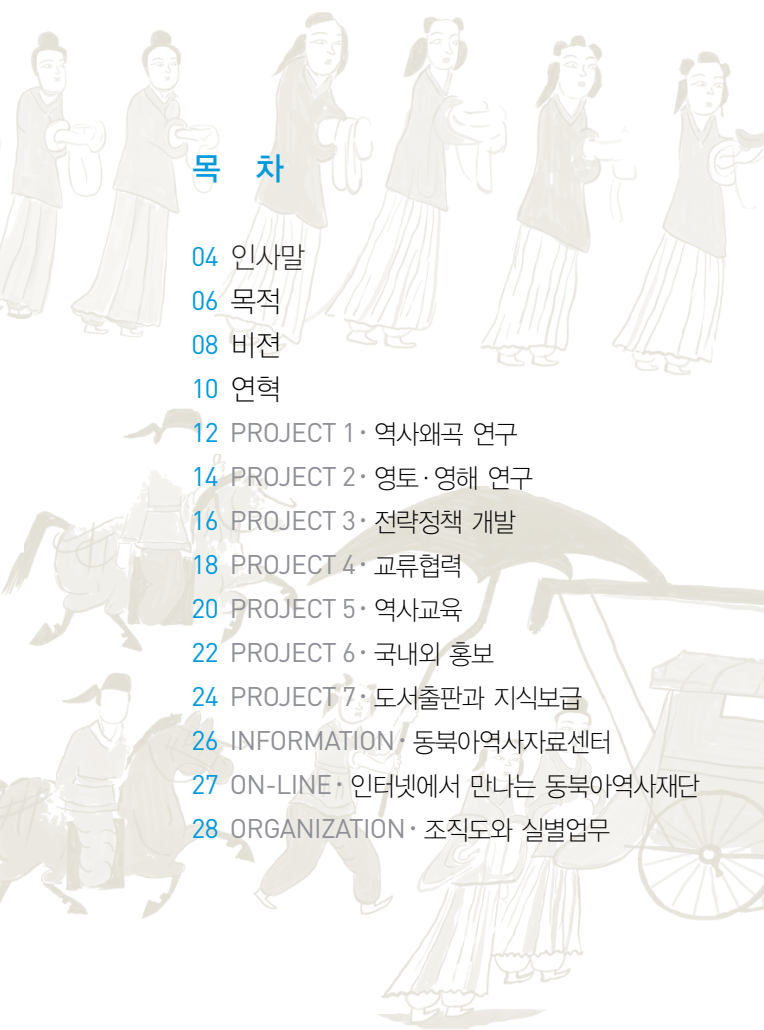 목 차
04 인사말
06 목적
08 비젼
10 연혁
12 PROJECT 1 · 역사왜곡 연구
14 PROJECT 2 · 영토 · 영해 연구
16 PROJECT 3 · 전략정책 개발
18 PROJECT 4 · 교류협력
20 PROJECT 5 · 역사교육
22 PROJECT 6 · 국내외 홍보
24 PROJECT 7 · 도서출판과 지식보급
26 INFORMATION · 동북아역사자료센터
27 ON-LINE · 인터넷에서 만나는 동북아역사재단
28 ORGANIZATION · 조직도와 실별업무